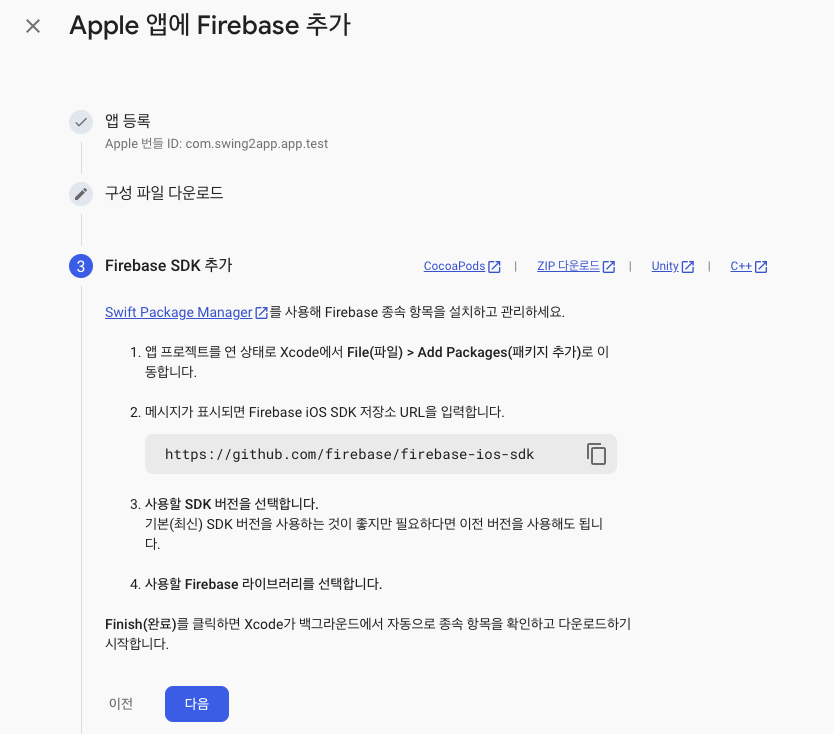 Apple 앱에 Firebase 추가
앱 등록
Apple 번들 ID: com.swing2app.app.test
구성 파일 다운로드
3 Firebase SDK 추가 CocoaPods | ZIP 다운로드 | Unity | C++
Swift Package Manager를 사용해 Firebase 종속 항목을 설치하고 관리하세요.
1. 앱 프로젝트를 연 상태로 Xcode에서 File(파일) > Add Packages(패키지 추가)로 이
동합니다.
2. 메시지가 표시되면 Firebase iOS SDK 저장소 URL을 입력합니다.
https://github.com/firebase/firebase-ios-sdk
3. 사용할 SDK 버전을 선택합니다.
기본(최신) SDK 버전을 사용하는 것이 좋지만 필요하다면 이전 버전을 사용해도 됩니
다.
4. 사용할 Firebase 라이브러리를 선택합니다.
Finish(완료)를 클릭하면 Xcode가 백그라운드에서 자동으로 종속 항목을 확인하고 다운로드하기
시작합니다.
이전 다음